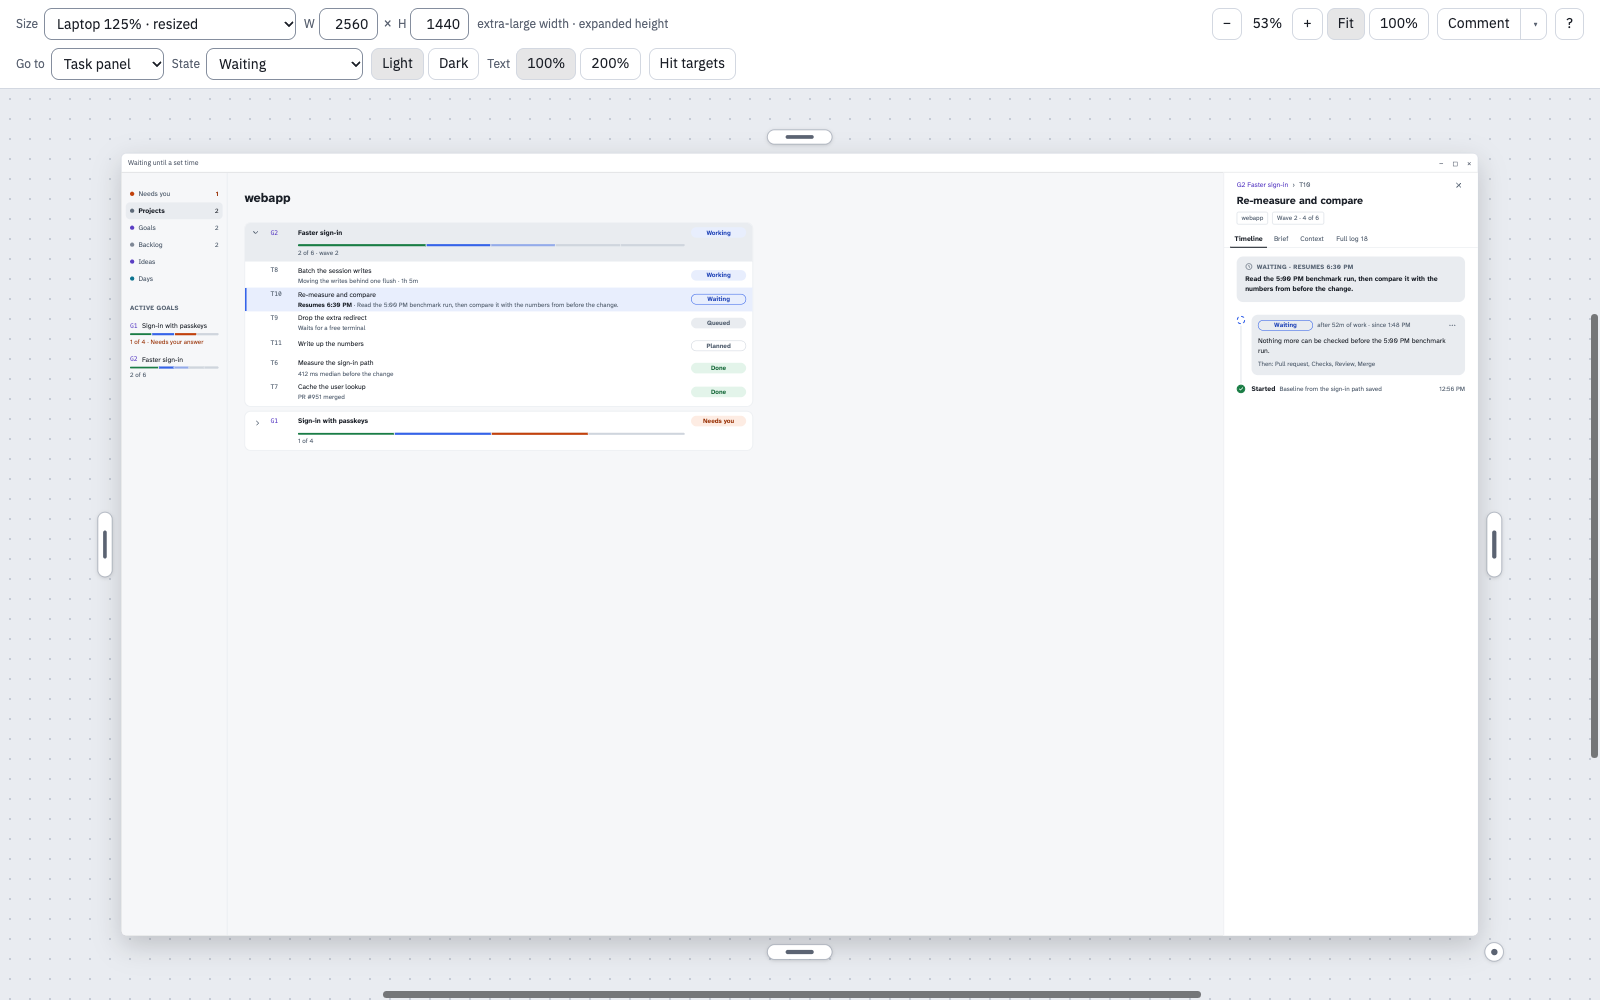 Size Laptop 125% · resized W 2560 × H 1440 extra-large width · expanded height − 53% + Fit 100% Comment ?
Go to Task panel State Waiting Light Dark Text 100% 200% Hit targets
Waiting until a set time
Needs you 1
Projects 2
Goals 2
Backlog 2
Ideas
Days
ACTIVE GOALS
G1 Sign-in with passkeys
1 of 4 · Needs your answer
G2 Faster sign-in
2 of 6
webapp
G2 Faster sign-in Working
2 of 6 · wave 2
T8 Batch the session writes Working
Moving the writes behind one flush · 1h 5m
T10 Re-measure and compare Waiting
Resumes 6:30 PM · Read the 5:00 PM benchmark run, then compare it with the numbers from before the change.
T9 Drop the extra redirect Queued
Waits for a free terminal
T11 Write up the numbers Planned
T6 Measure the sign-in path Done
412 ms median before the change
T7 Cache the user lookup Done
PR #951 merged
G1 Sign-in with passkeys Needs you
1 of 4
G2 Faster sign-in › T10
Re-measure and compare
webapp Wave 2 · 4 of 6
Timeline Brief Context Full log 18
WAITING · RESUMES 6:30 PM
Read the 5:00 PM benchmark run, then compare it with the
numbers from before the change.
Waiting after 52m of work · since 1:48 PM ···
Nothing more can be checked before the 5:00 PM benchmark
run.
Then: Pull request, Checks, Review, Merge
Started Baseline from the sign-in path saved 12:56 PM